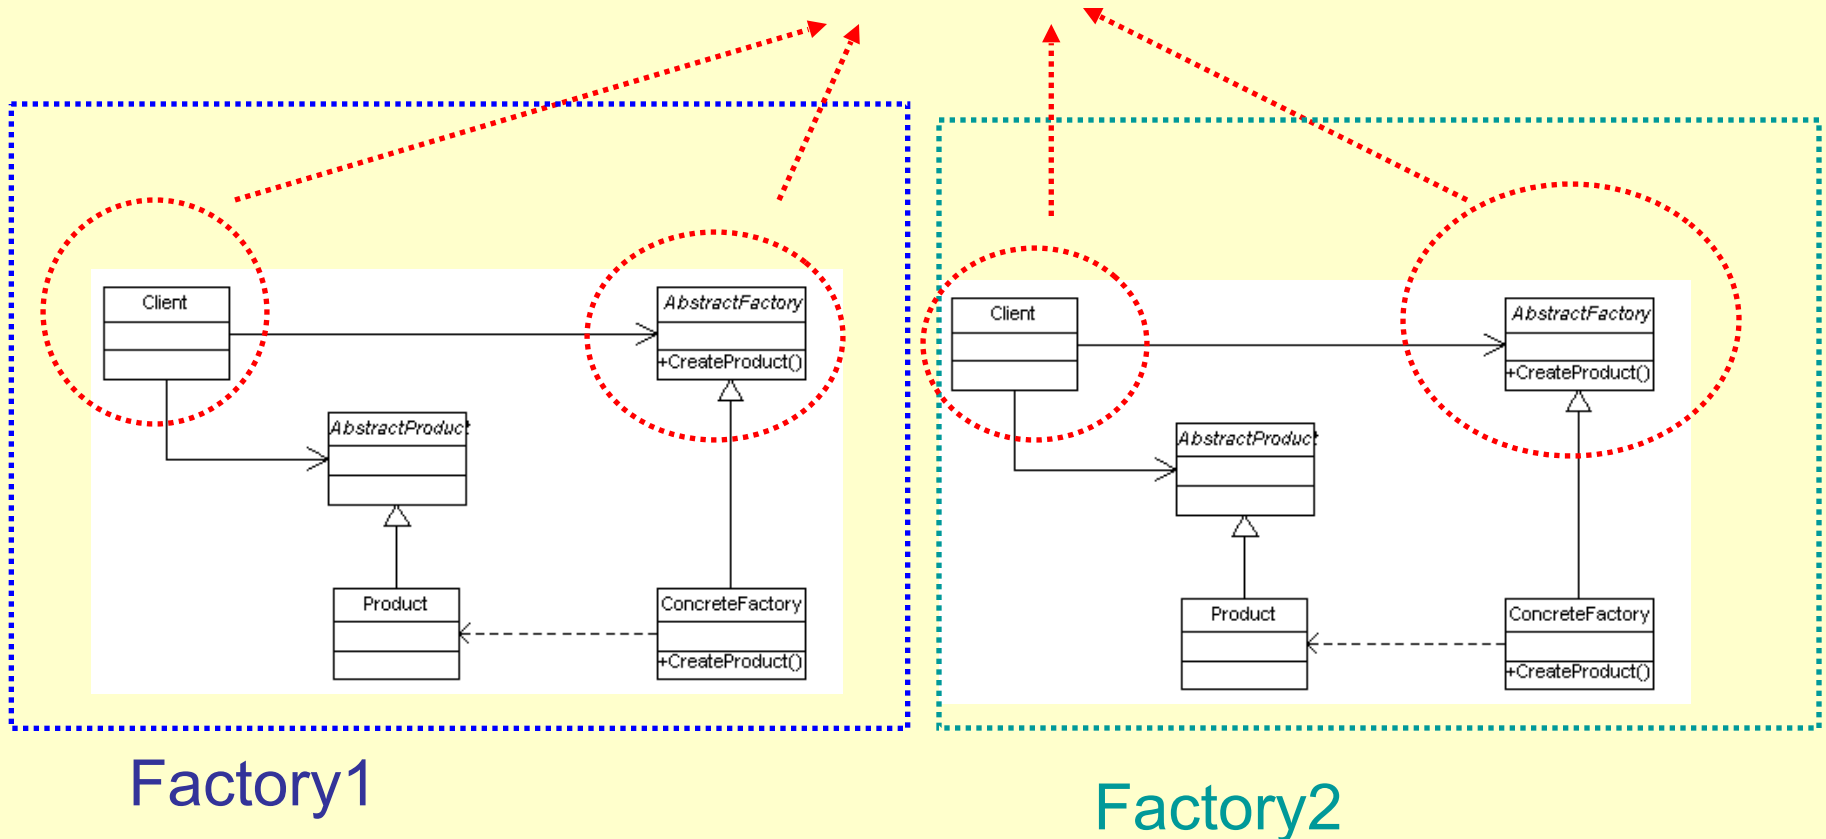 Client
AbstractFactory
+CreateProduct()
AbstractProduct
Product
ConcreteFactory
+CreateProduct()
Factory1
Client
AbstractFactory
+CreateProduct()
AbstractProduct
Product
ConcreteFactory
+CreateProduct()
Factory2